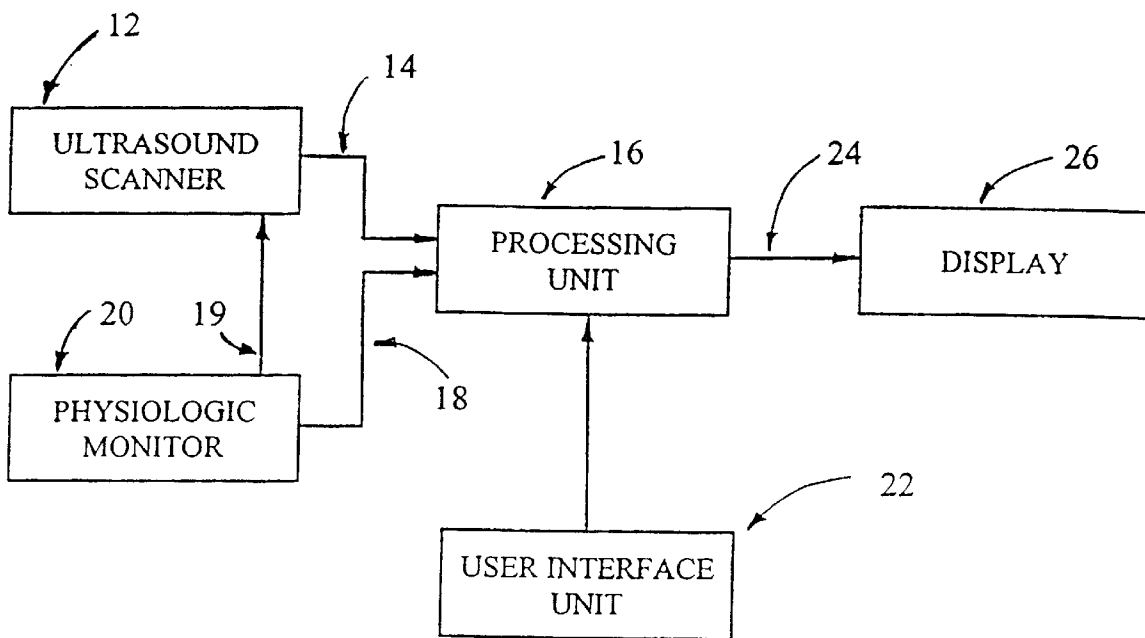 12
14
ULTRASOUND
SCANNER
16
24
26
PROCESSING
UNIT
DISPLAY
20
19
18
PHYSIOLOGIC
MONITOR
22
USER INTERFACE
UNIT